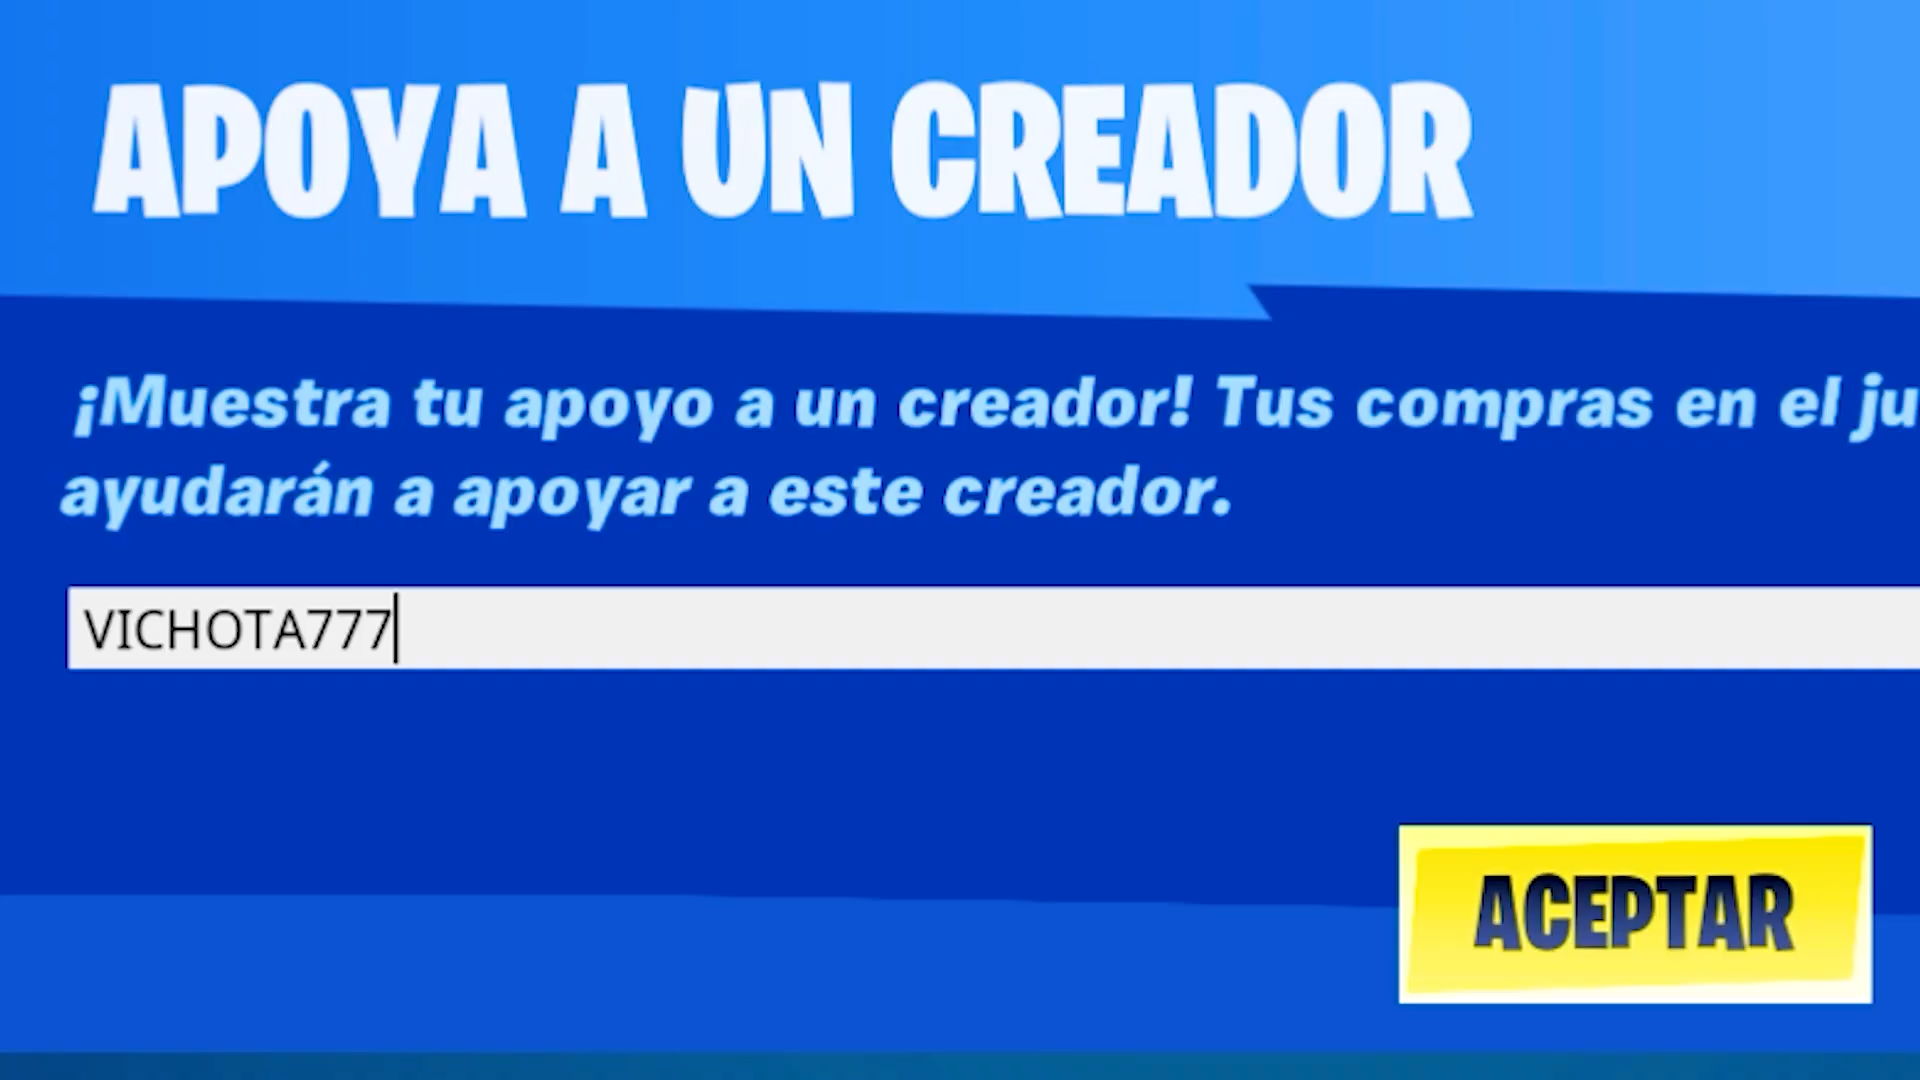 APOYA A UN CREADOR
¡Muestra tu apoyo a un creador! Tus compras en el
ayudarán a apoyar a este creador.
VICHOTA777
ACEPTAR